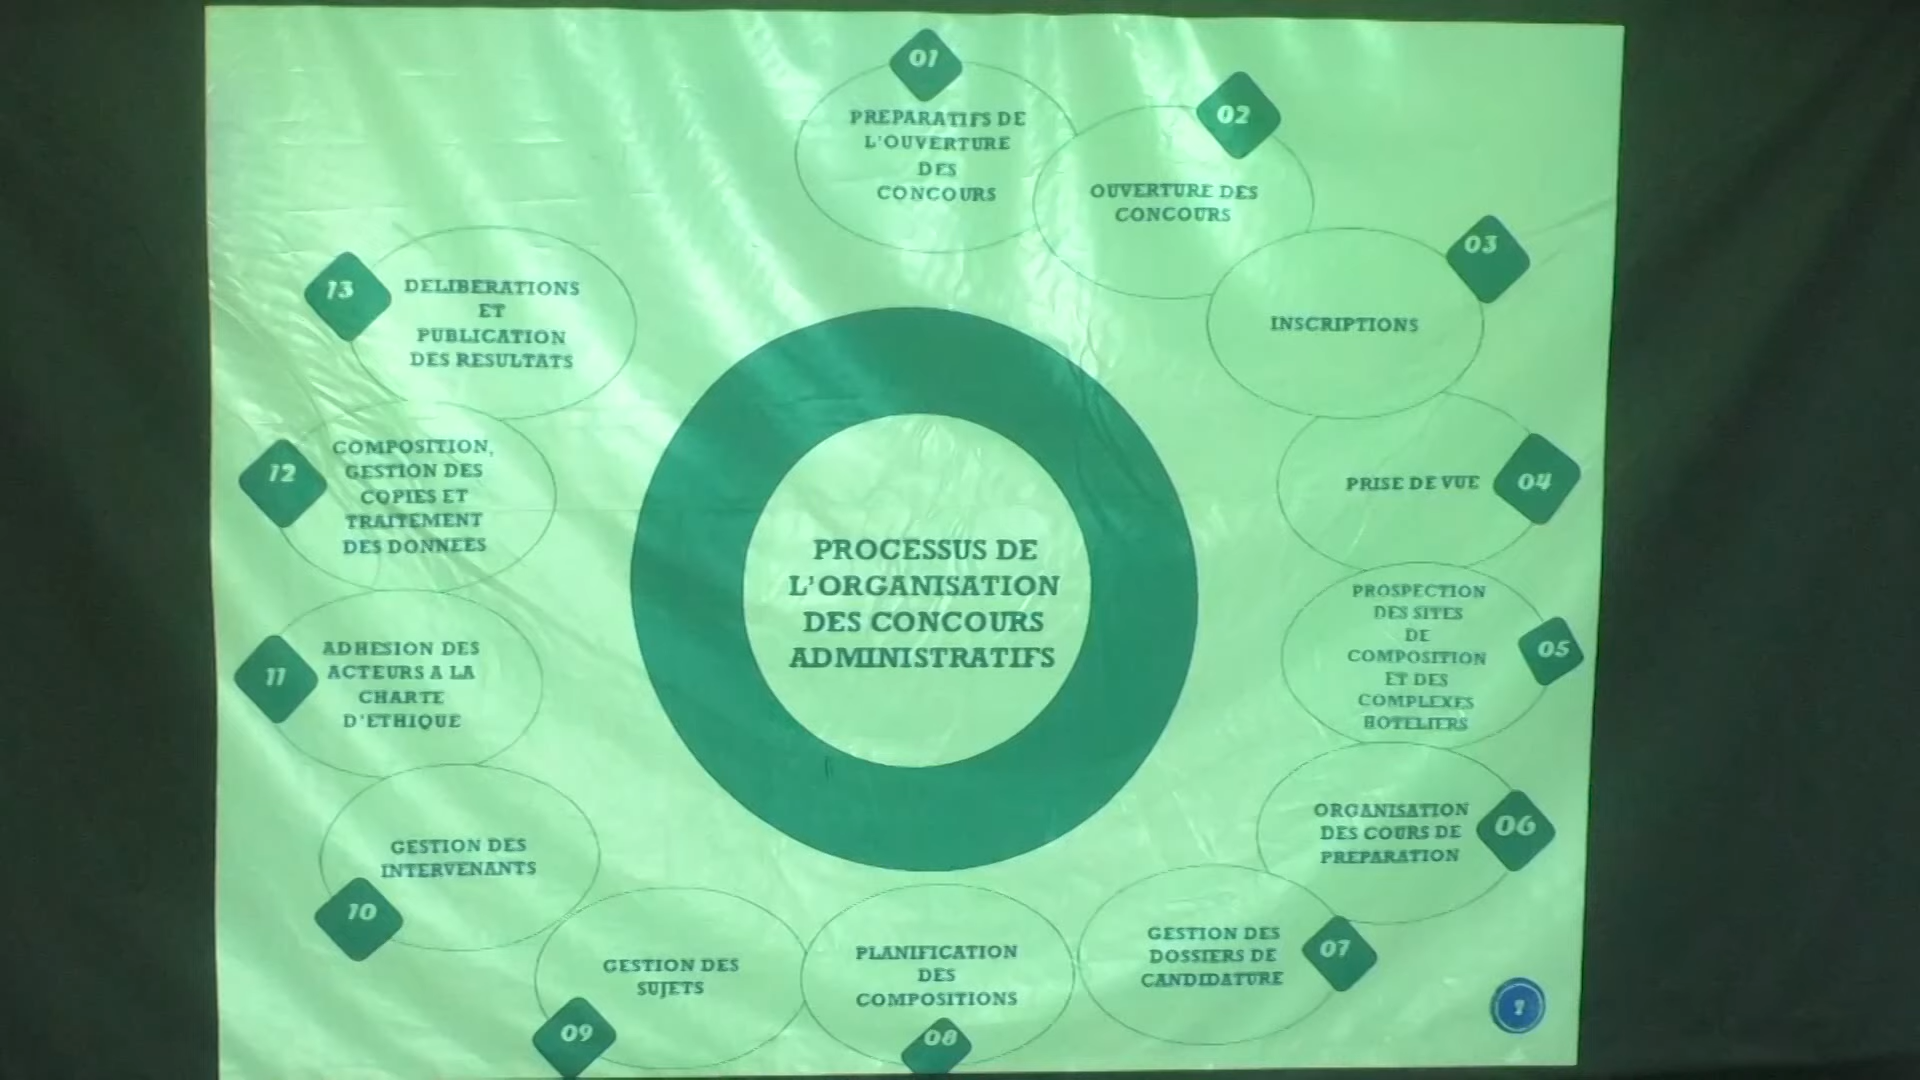 01
PREPARATIFS DE
L'OUVERTURE
DES
CONCOURS
02
OUVERTURE DES
CONCOURS
03
INSCRIPTIONS
04
PRISE DE VUE
05
PROSPECTION
DES SITES
DE
COMPOSITION
ET DES
COMPLEXES
HOTELIERS
06
ORGANISATION
DES COURS DE
PREPARATION
07
GESTION DES
DOSSIERS DE
CANDIDATURE
08
PLANIFICATION
DES
COMPOSITIONS
09
GESTION DES
SUJETS
10
GESTION DES
INTERVENANTS
11
ADHESION DES
ACTEURS A LA
CHARTE
D'ETHIQUE
12
COMPOSITION,
GESTION DES
COPIES ET
TRAITEMENT
DES DONNEES
13
DELIBERATIONS
ET
PUBLICATION
DES RESULTATS
PROCESSUS DE
L'ORGANISATION
DES CONCOURS
ADMINISTRATIFS